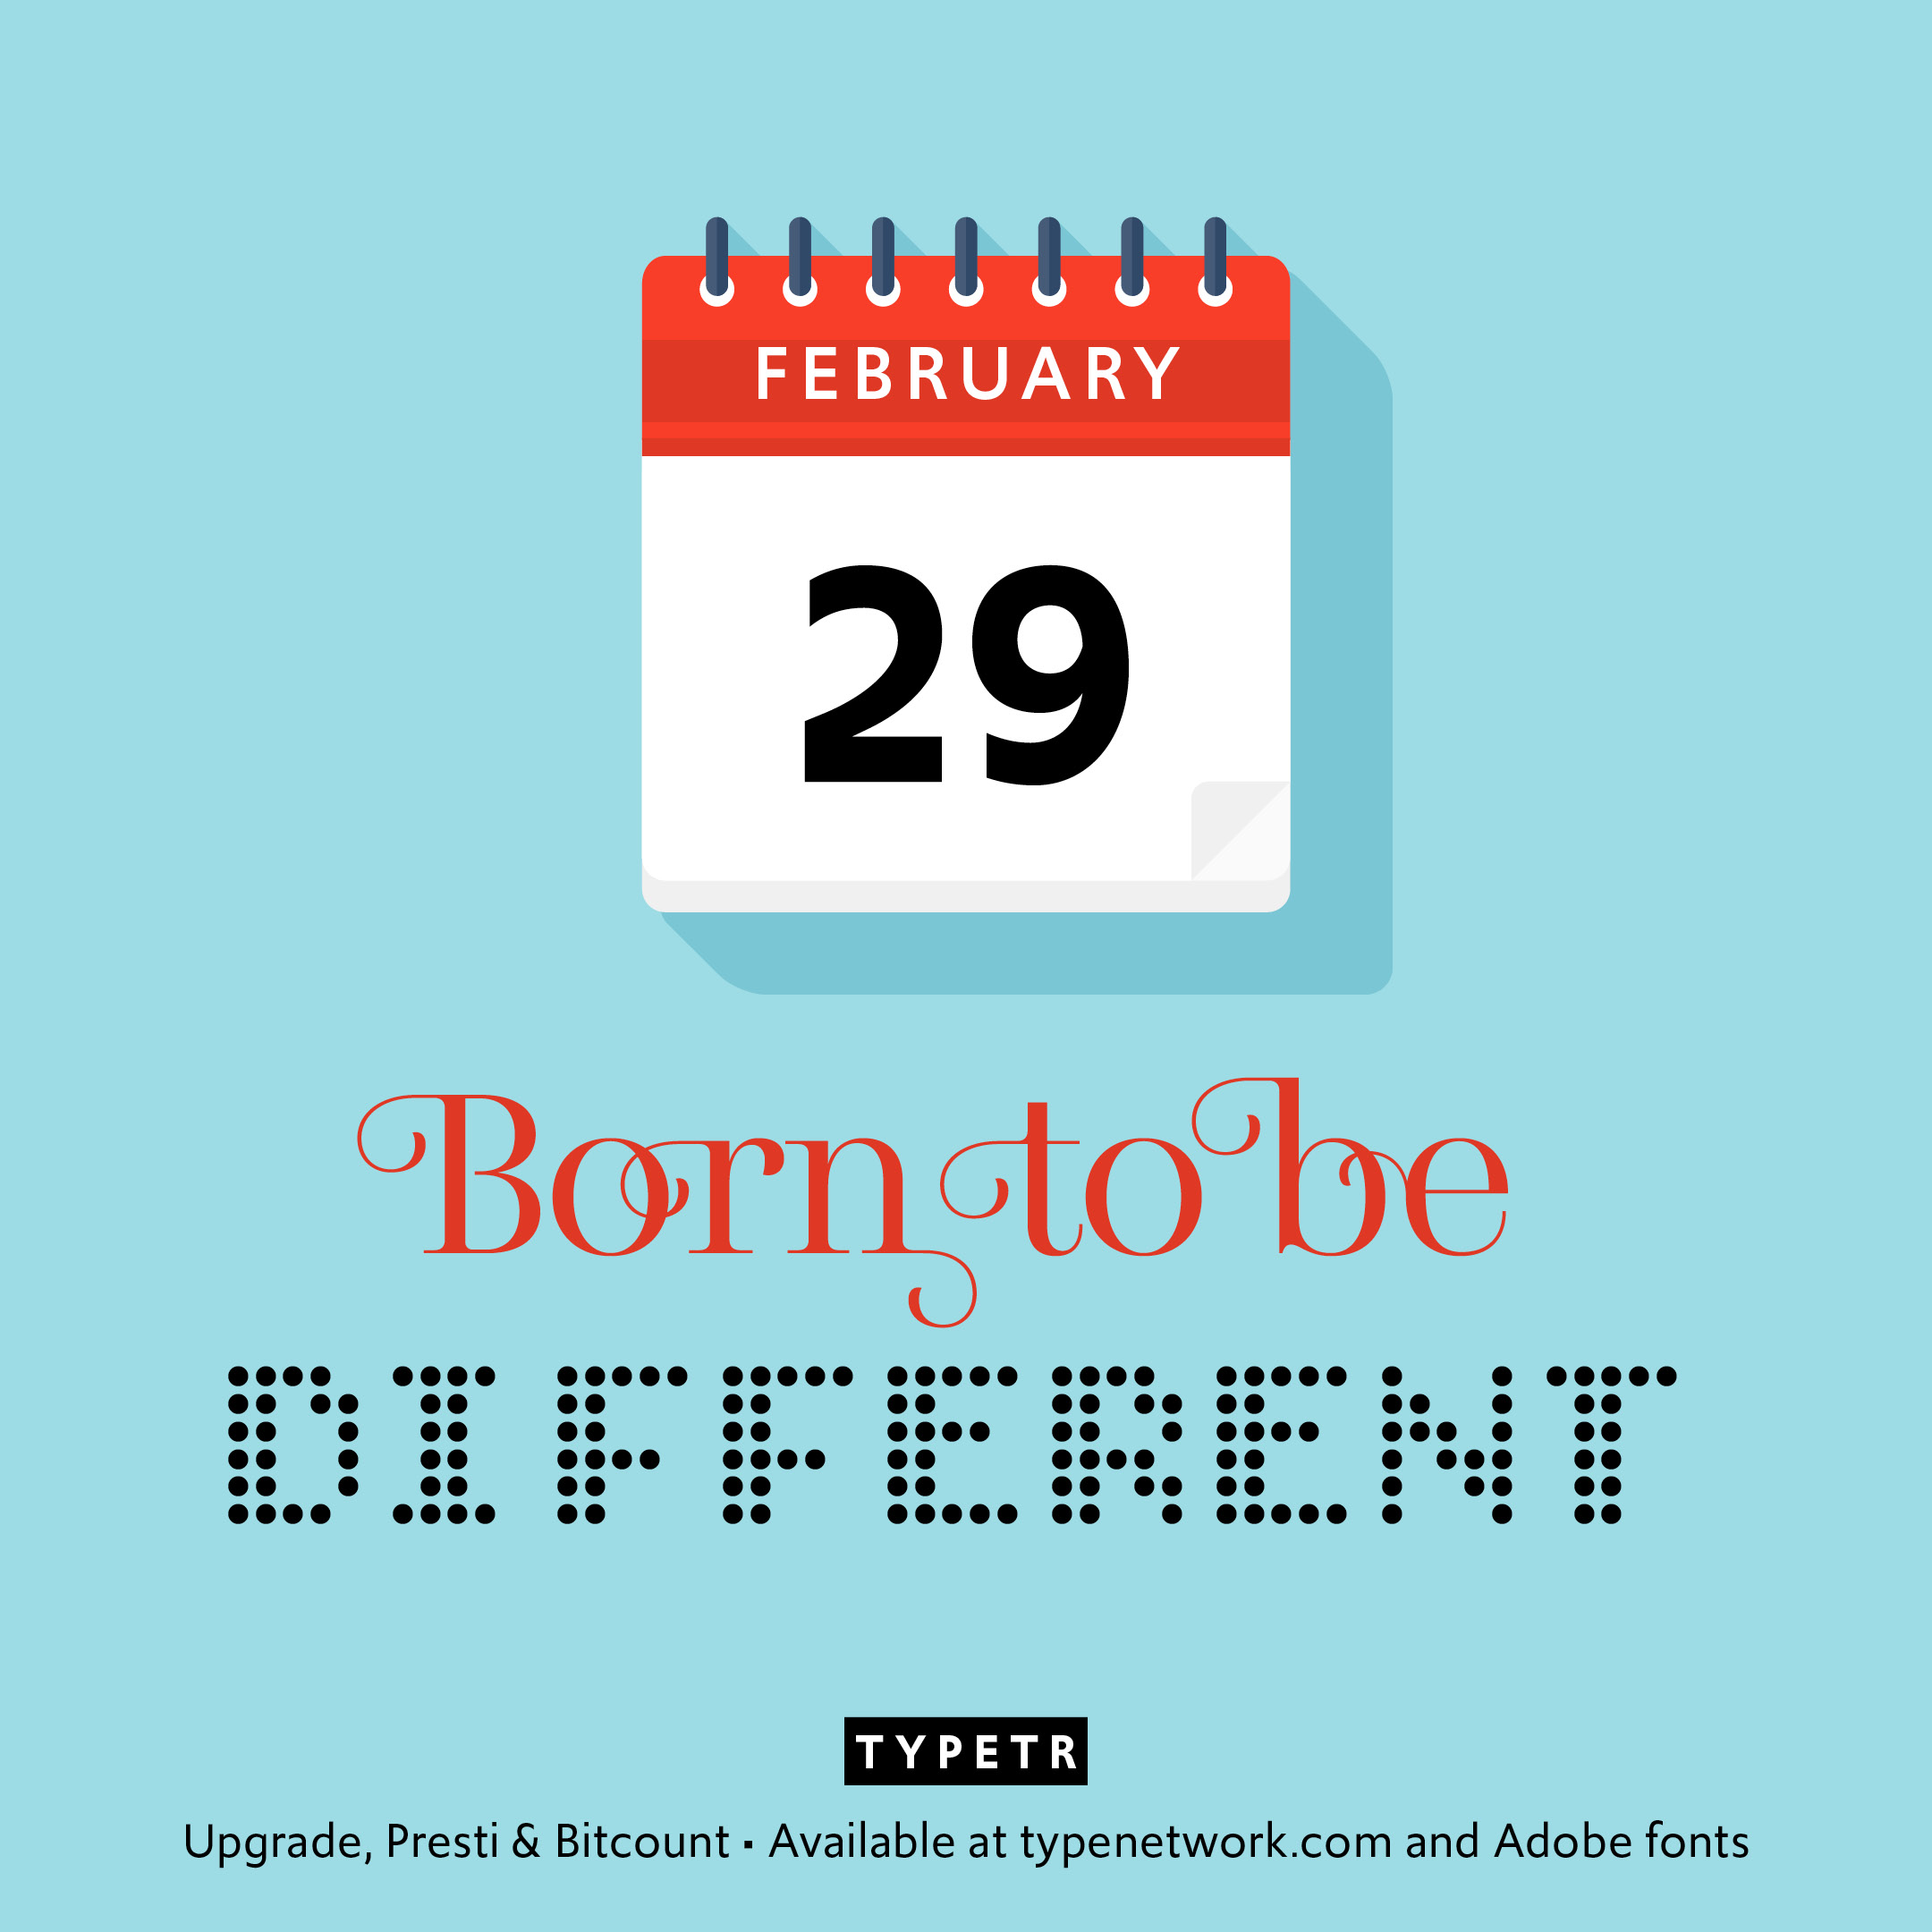 FEBRUARY
29
Born to be
DIFFERENT
TYPETR
Upgrade, Presti & Bitcount ▪ Available at typenetwork.com and Adobe fonts